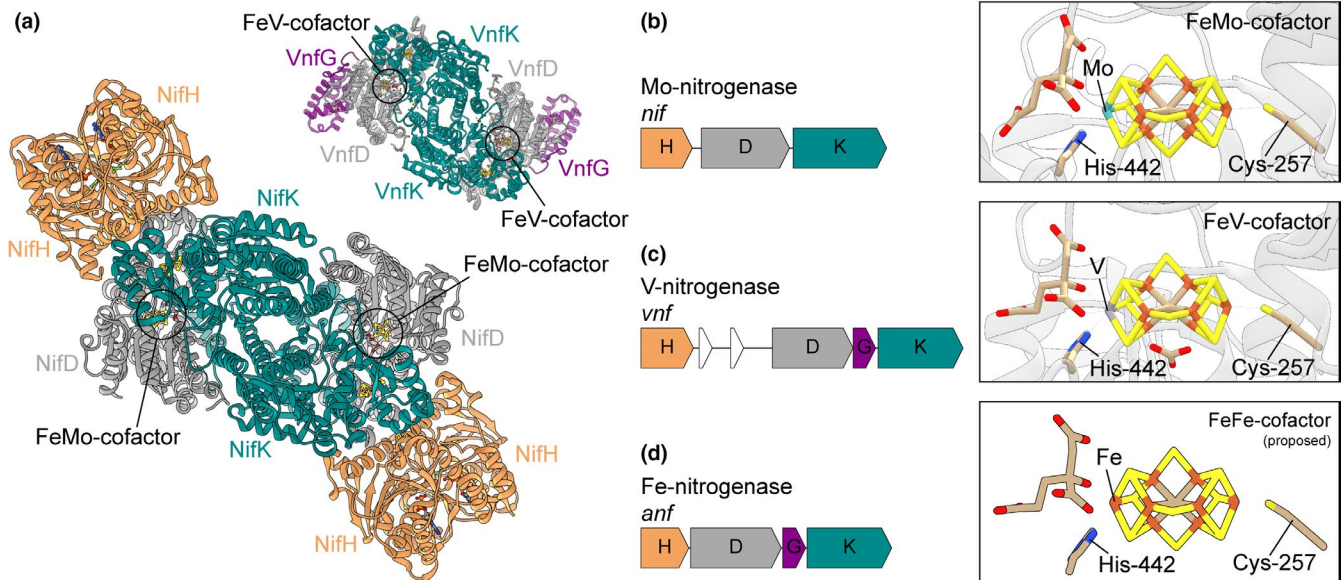 (a)
FeV-cofactor
VnfK
VnfG
VnfD
VnfD
VnfG
VnfK
FeV-cofactor
NifH
NifH
NifK
FeMo-cofactor
NifD
NifD
FeMo-cofactor
NifK
NifH
NifH
(b)
Mo-nitrogenase
nif
H
D
K
FeMo-cofactor
Mo
His-442
Cys-257
(c)
V-nitrogenase
vnf
H
D
G
K
FeV-cofactor
V
His-442
Cys-257
(d)
Fe-nitrogenase
anf
H
D
G
K
FeFe-cofactor
(proposed)
Fe
His-442
Cys-257